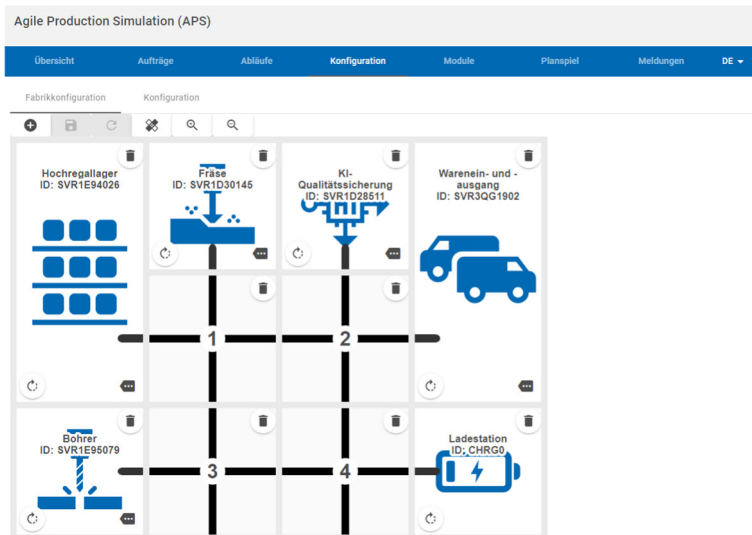 Agile Production Simulation (APS)
Übersicht Aufträge Abläufe Konfiguration Module Planspiel Meldungen DE
Fabrikkonfiguration Konfiguration
Hochregallager
ID: SVR1E94026
Fräse
ID: SVR1D30145
KI-
Qualitätssicherung
ID: SVR1D28511
Warenein- und -
ausgang
ID: SVR3QG1902
1
2
Bohrer
ID: SVR1E95079
3
4
Ladestation
ID: CHRG0